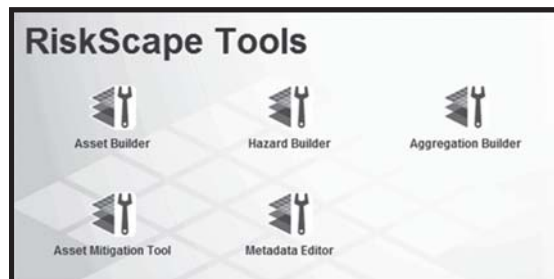 RiskScape Tools
Asset Builder
Hazard Builder
Aggregation Builder
Asset Mitigation Tool
Metadata Editor